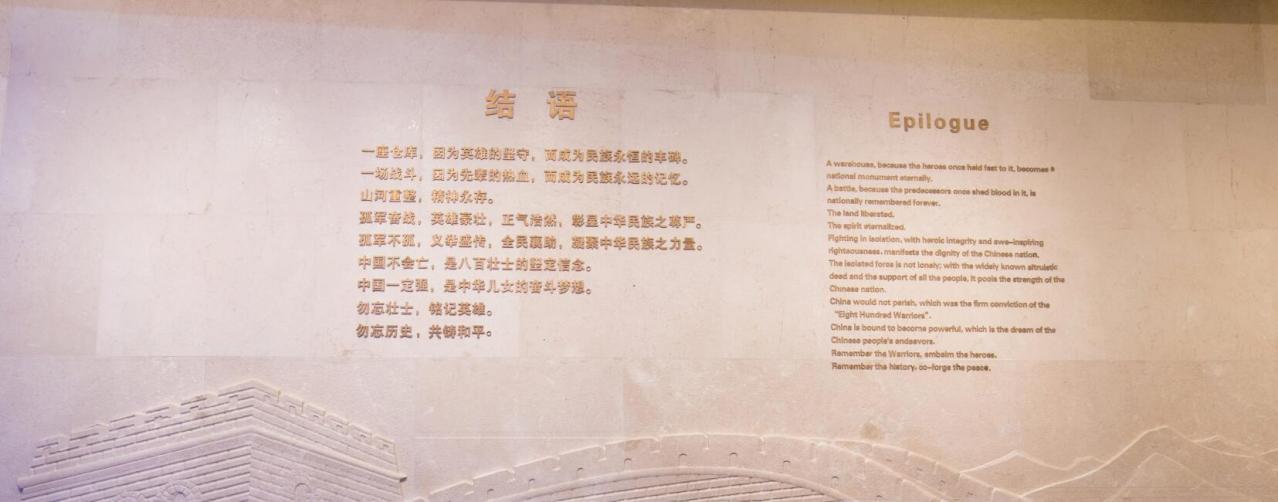 结 语
一座仓库，因为英雄的坚守，而成为民族永恒的丰碑。
一场战斗，因为先辈的热血，而成为民族永远的记忆。
山河重整，精神永存。
孤军奋战，英雄豪壮，正气浩然，彰显中华民族之尊严。
孤军不孤，义举盛传，全民襄助，凝聚中华民族之力量。
中国不会亡，是八百壮士的坚定信念。
中国一定强，是中华儿女的奋斗梦想。
勿忘壮士，铭记英雄。
勿忘历史，共铸和平。
Epilogue
A warehouse, because the heroes once held fast to it, becomes a
national monument eternally.
A battle, because the predecessors once shed blood in it, is
nationally remembered forever.
The land liberated.
The spirit eternalized.
Fighting in isolation, with heroic integrity and awe-inspiring
righteousness, manifests the dignity of the Chinese nation.
The isolated force is not lonely; with the widely known altruistic
deed and the support of all the people, it pools the strength of the
Chinese nation.
China would not perish, which was the firm conviction of the
"Eight Hundred Warriors".
China is bound to become powerful, which is the dream of the
Chinese people's endeavors.
Remember the Warriors, embalm the heroes.
Remember the history, co-forge the peace.